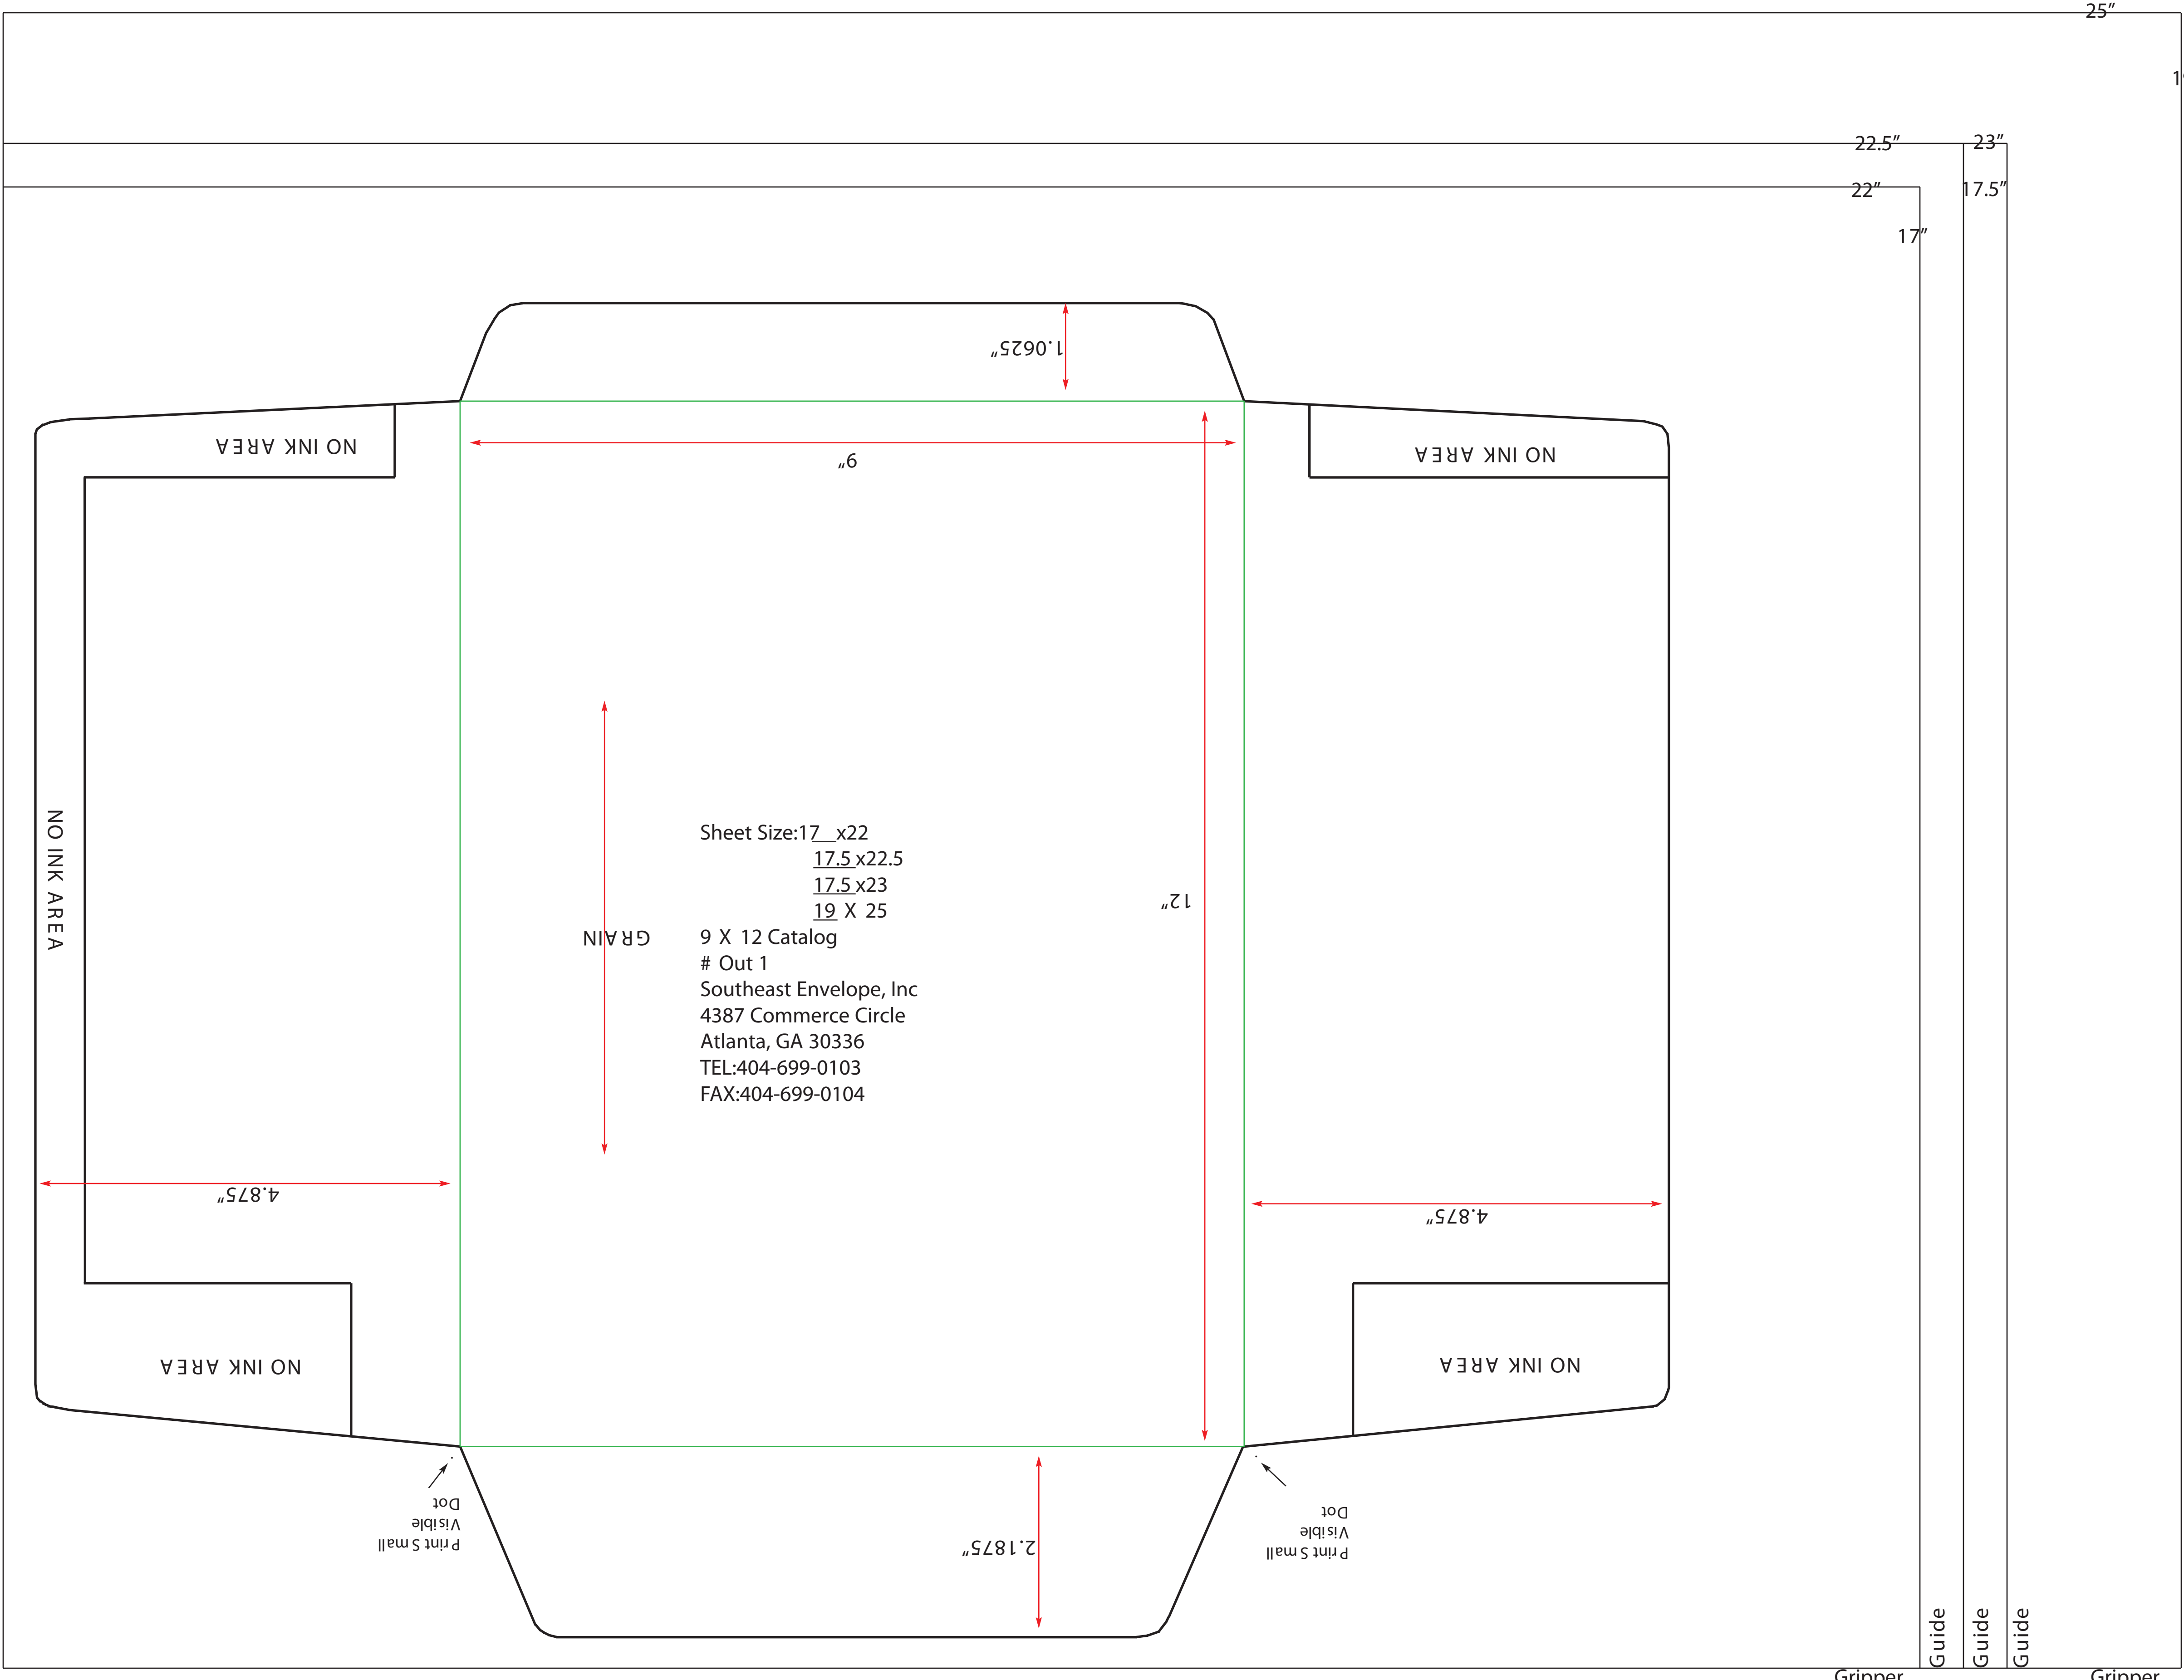 25"
1
22.5"
23"
22"
17.5"
17"
1.0625"
NO INK AREA
NO INK AREA
9"
NO INK AREA
Sheet Size:17__x22
17.5 x22.5
17.5 x23
19 X 25
9 X 12 Catalog
# Out 1
Southeast Envelope, Inc
4387 Commerce Circle
Atlanta, GA 30336
TEL:404-699-0103
FAX:404-699-0104
GRAIN
12"
4.875"
4.875"
NO INK AREA
NO INK AREA
Print Small
Visible
Dot
Print Small
Visible
Dot
2.1875"
Guide
Guide
Guide
Gripper
Gripper